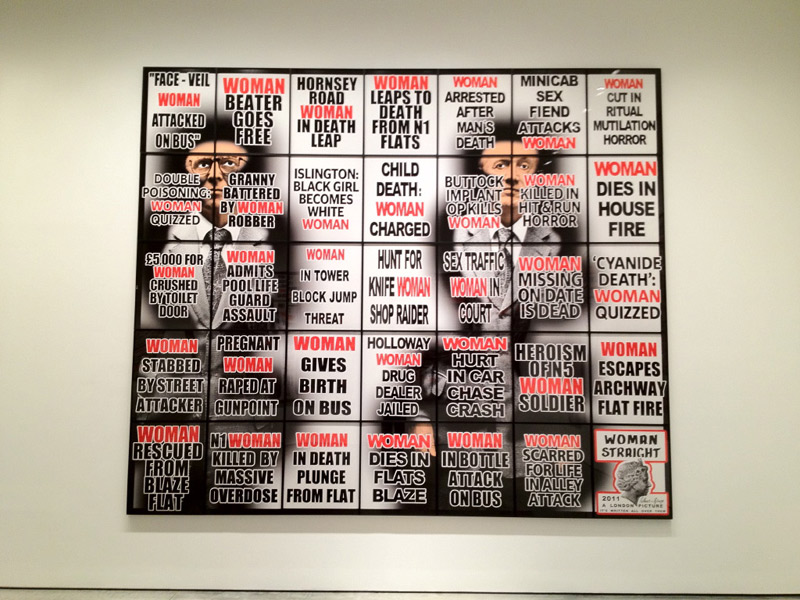 "FACE - VEIL
WOMAN
ATTACKED
ON BUS"
WOMAN
BEATER
GOES
FREE
HORNSEY
ROAD
WOMAN
IN DEATH
LEAP
WOMAN
LEAPS TO
DEATH
FROM N1
FLATS
WOMAN
ARRESTED
AFTER
MAN'S
DEATH
MINICAB
SEX
FIEND
ATTACKS
WOMAN
WOMAN
CUT IN
RITUAL
MUTILATION
HORROR
DOUBLE
POISONING:
WOMAN
QUIZZED
GRANNY
BATTERED
BY WOMAN
ROBBER
ISLINGTON:
BLACK GIRL
BECOMES
WHITE
WOMAN
CHILD
DEATH:
WOMAN
CHARGED
BUTTOCK
IMPLANT
OP KILLS
WOMAN
WOMAN
KILLED IN
HIT & RUN
HORROR
WOMAN
DIES IN
HOUSE
FIRE
£5,000 FOR
WOMAN
CRUSHED
BY TOILET
DOOR
WOMAN
ADMITS
POOL LIFE
GUARD
ASSAULT
WOMAN
IN TOWER
BLOCK JUMP
THREAT
HUNT FOR
KNIFE WOMAN
SHOP RAIDER
SEX TRAFFIC
WOMAN IN
COURT
WOMAN
MISSING
ON DATE
IS DEAD
'CYANIDE
DEATH':
WOMAN
QUIZZED
WOMAN
STABBED
BY STREET
ATTACKER
PREGNANT
WOMAN
RAPED AT
GUNPOINT
WOMAN
GIVES
BIRTH
ON BUS
HOLLOWAY
WOMAN
DRUG
DEALER
JAILED
WOMAN
HURT
IN CAR
CHASE
CRASH
HEROISM
OF N5
WOMAN
SOLDIER
WOMAN
ESCAPES
ARCHWAY
FLAT FIRE
WOMAN
RESCUED
FROM
BLAZE
FLAT
N1 WOMAN
KILLED BY
MASSIVE
OVERDOSE
WOMAN
IN DEATH
PLUNGE
FROM FLAT
WOMAN
DIES IN
FLATS
BLAZE
WOMAN
IN BOTTLE
ATTACK
ON BUS
WOMAN
SCARRED
FOR LIFE
IN ALLEY
ATTACK
WOMAN
STRAIGHT
2011
A LONDON PICTURE
IT'S WRITTEN ALL OVER THEM